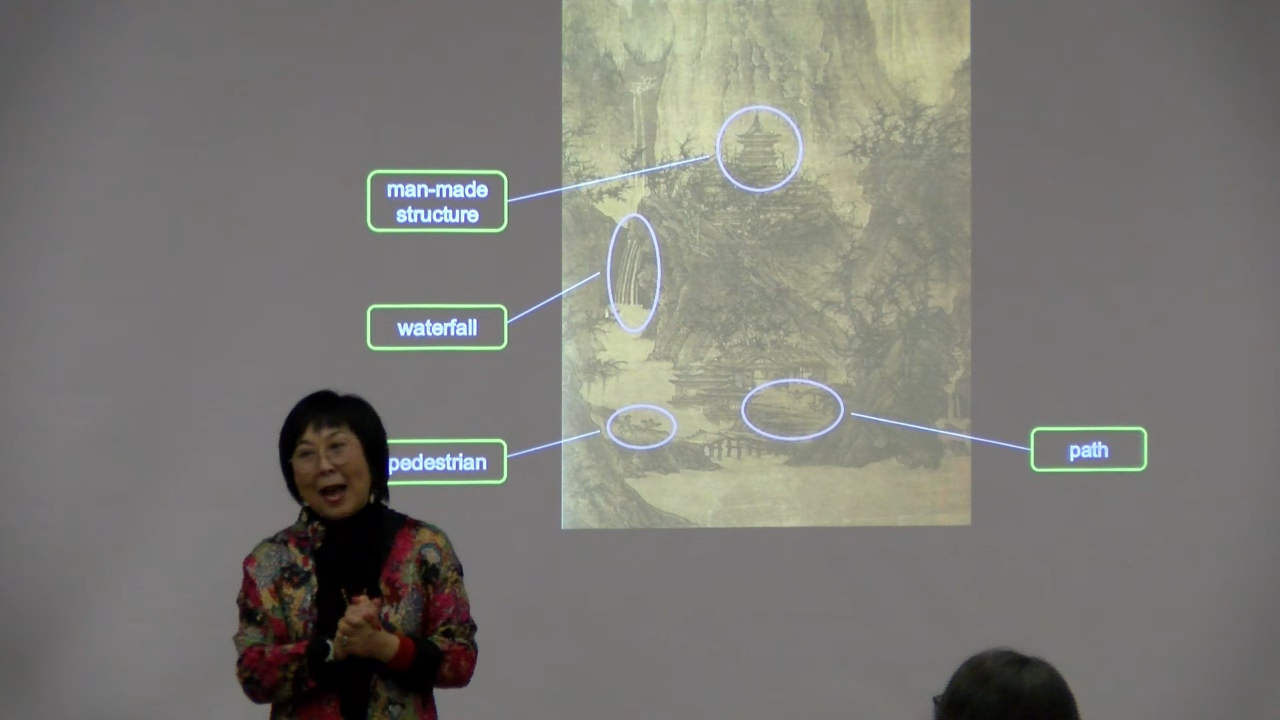 man-made
structure
waterfall
pedestrian
path